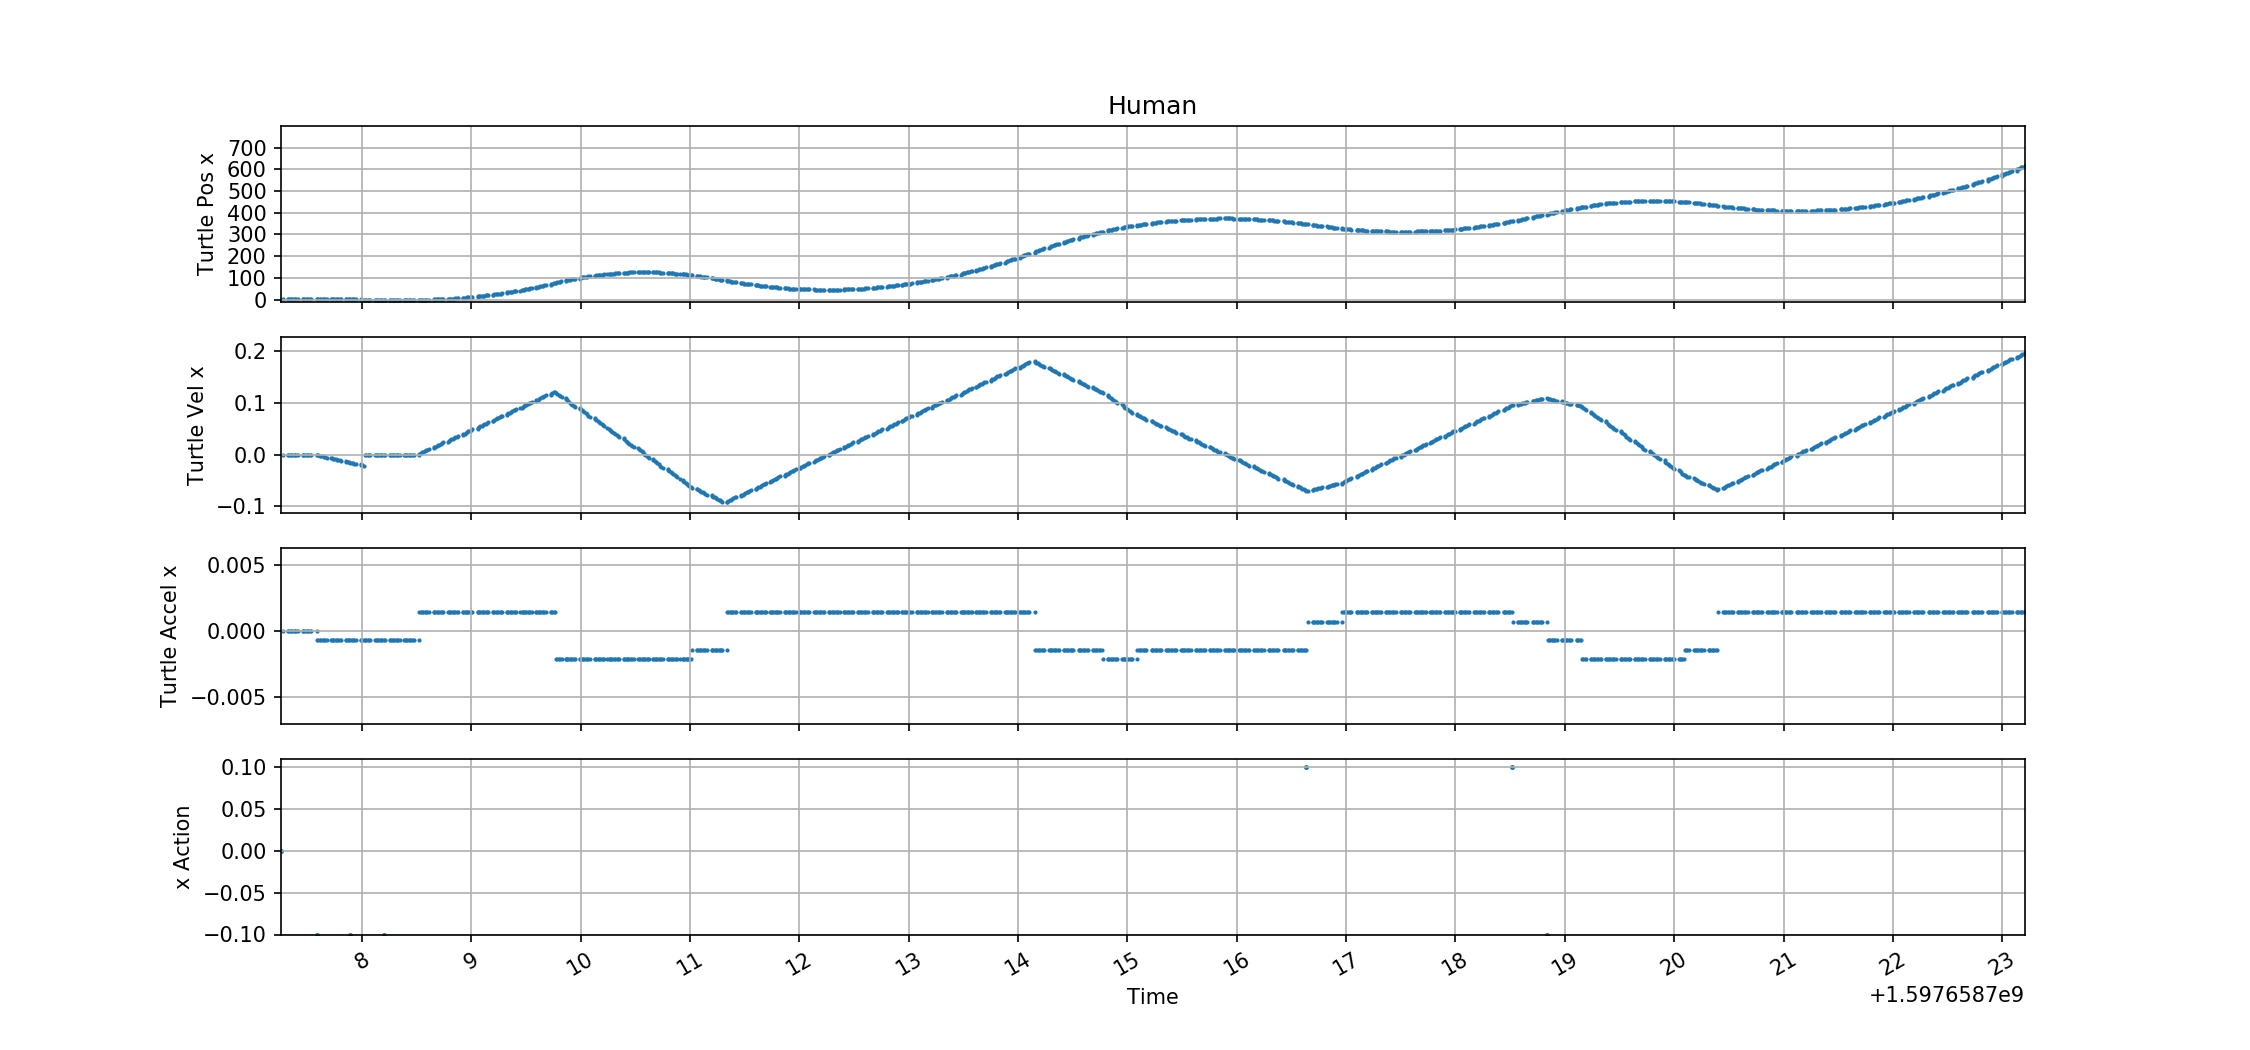 Human
Turtle Pos x
700
600
500
400
300
200
100
0
Turtle Vel x
0.2
0.1
0.0
−0.1
Turtle Accel x
0.005
0.000
−0.005
x Action
0.10
0.05
0.00
−0.05
−0.10
8 9 10 11 12 13 14 15 16 17 18 19 20 21 22 23
Time
+1.5976587e9